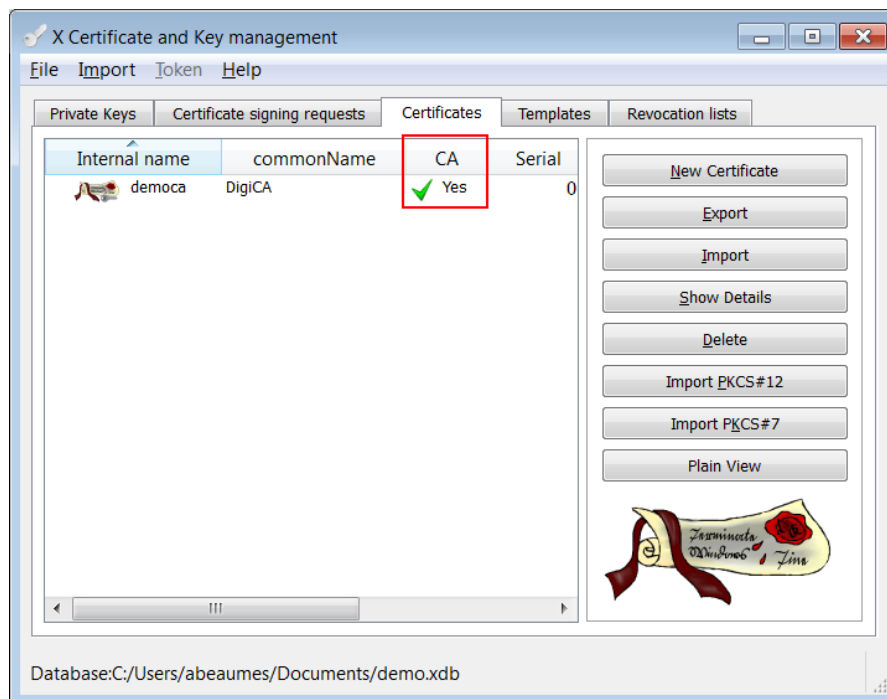 X Certificate and Key management
File Import Token Help
Private Keys Certificate signing requests Certificates Templates Revocation lists
Internal name commonName CA Serial
democa DigiCA Yes 0
New Certificate
Export
Import
Show Details
Delete
Import PKCS#12
Import PKCS#7
Plain View
Database:C:/Users/abeaumes/Documents/demo.xdb